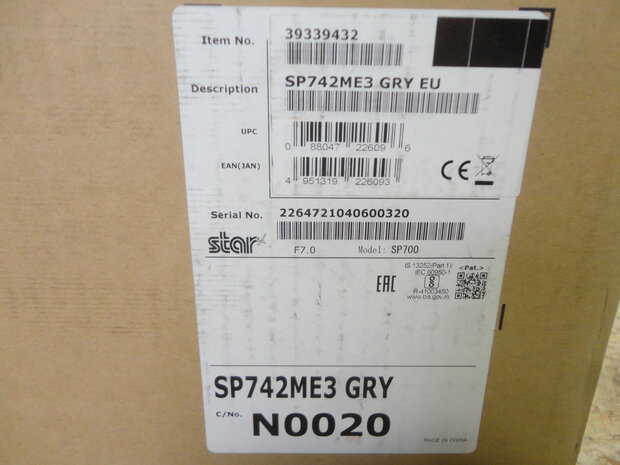 Item No. 39339432
Description SP742ME3 GRY EU
UPC
0 88047 22609 6
EAN(JAN)
4 951319 226093
CE
Serial No. 2264721040600320
star F7.0 Model: SP700
EAC
IS 13252/Part 1)/
IEC 60950-1
R-41003450
www.bis.gov.in
<Pat.>
SP742ME3 GRY
C/No. N0020
MADE IN CHINA